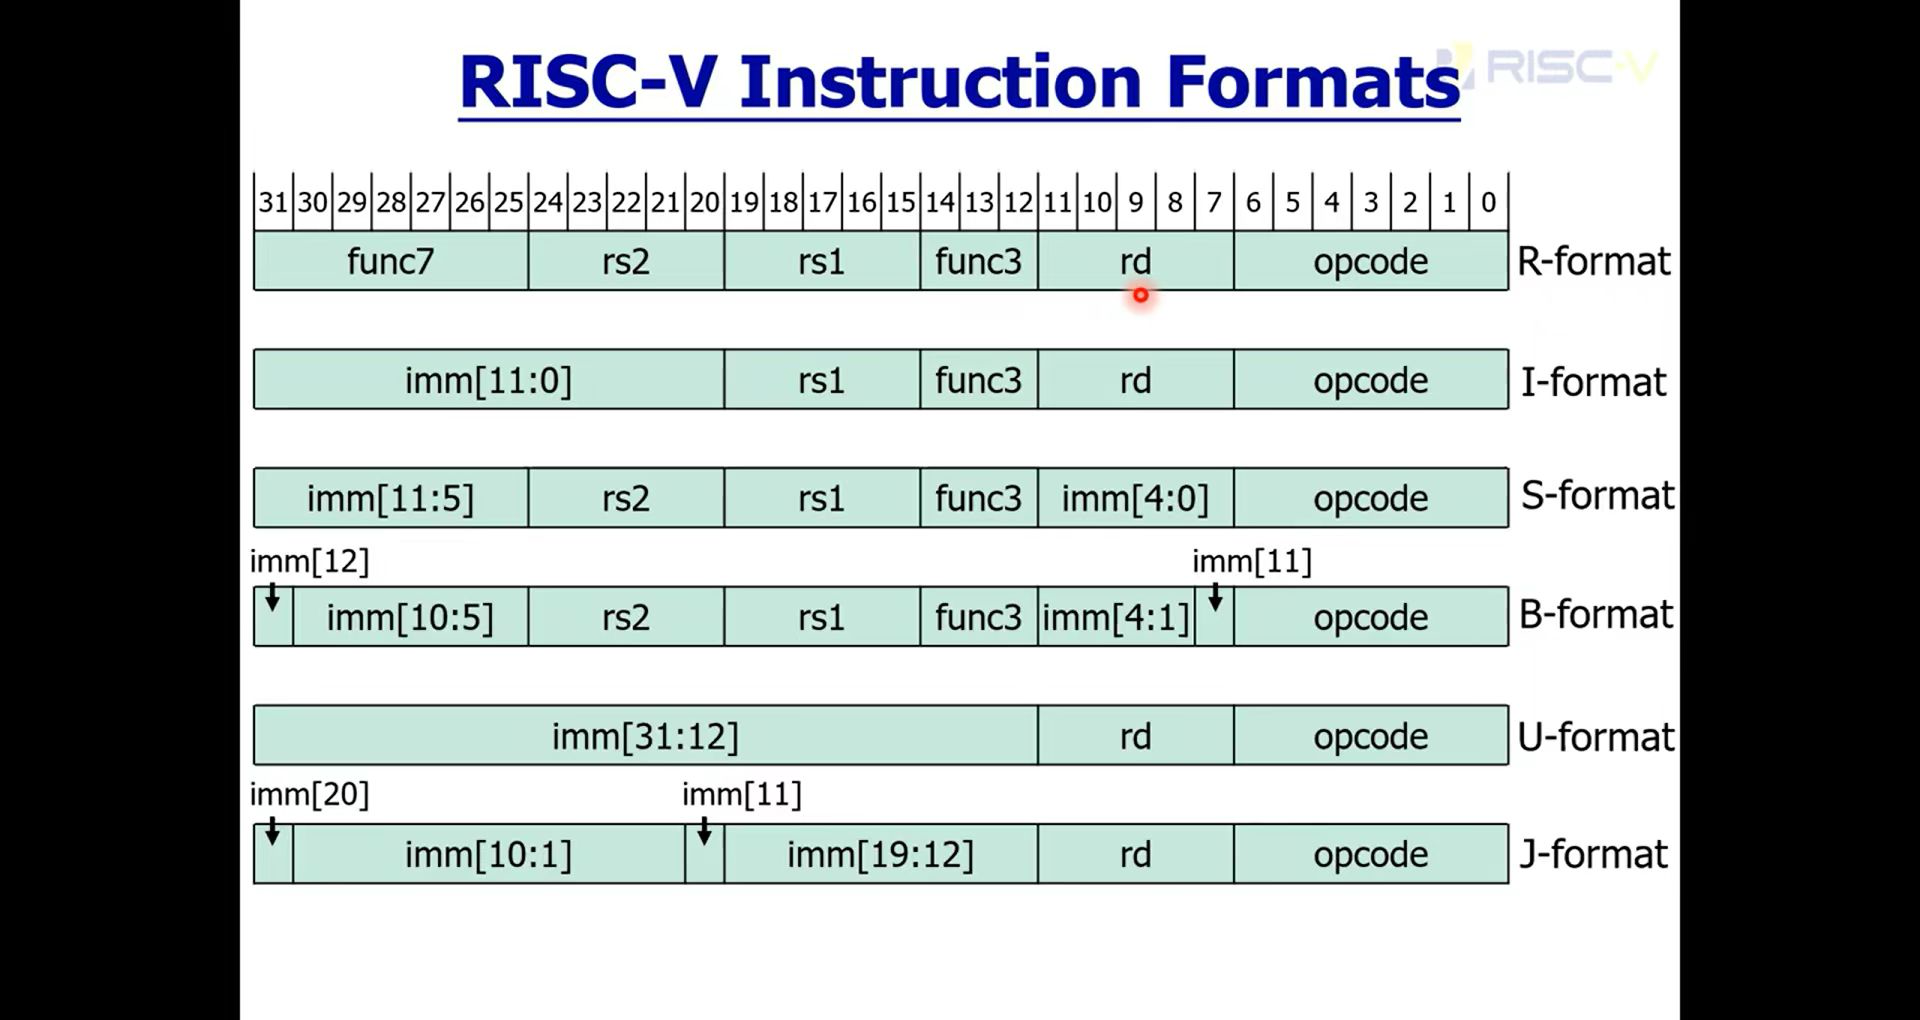 RISC-V Instruction Formats
RISC-V
31 30 29 28 27 26 25 24 23 22 21 20 19 18 17 16 15 14 13 12 11 10 9 8 7 6 5 4 3 2 1 0
func7 rs2 rs1 func3 rd opcode R-format
imm[11:0] rs1 func3 rd opcode I-format
imm[11:5] rs2 rs1 func3 imm[4:0] opcode S-format
imm[12] imm[11]
imm[10:5] rs2 rs1 func3 imm[4:1] opcode B-format
imm[31:12] rd opcode U-format
imm[20] imm[11]
imm[10:1] imm[19:12] rd opcode J-format